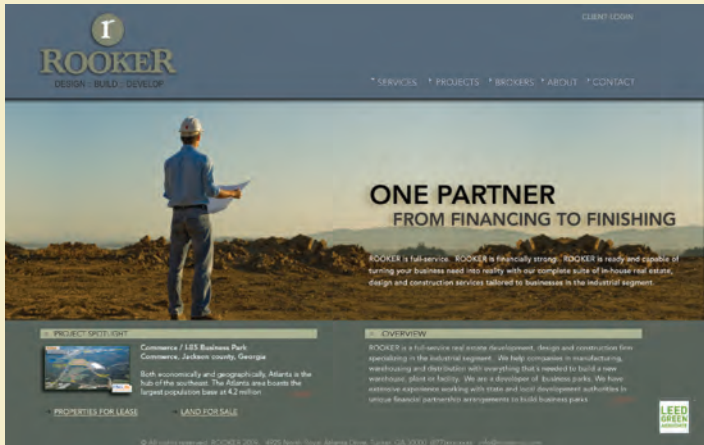 CLIENT LOGIN
r
ROOKER
DESIGN :: BUILD :: DEVELOP
SERVICES PROJECTS BROKERS ABOUT CONTACT
ONE PARTNER
FROM FINANCING TO FINISHING
ROOKER is full-service. ROOKER is financially strong. ROOKER is ready and capable of
turning your business need into reality with our complete suite of in-house real estate,
design and construction services tailored to businesses in the industrial segment.
PROJECT SPOTLIGHT
Commerce / I-85 Business Park
Commerce, Jackson county, Georgia
Both economically and geographically, Atlanta is the
hub of the southeast. The Atlanta area boasts the
largest population base at 4.2 million
PROPERTIES FOR LEASE LAND FOR SALE
OVERVIEW
ROOKER is a full-service real estate development, design and construction firm
specializing in the industrial segment. We help companies in manufacturing,
warehousing and distribution with everything that's needed to build a new
warehouse, plant or facility. We are a developer of business parks. We have
extensive experience working with state and local development authorities in
unique financial partnership arrangements to build business parks
LEED
GREEN
ASSOCIATE
© All rights reserved. ROOKER